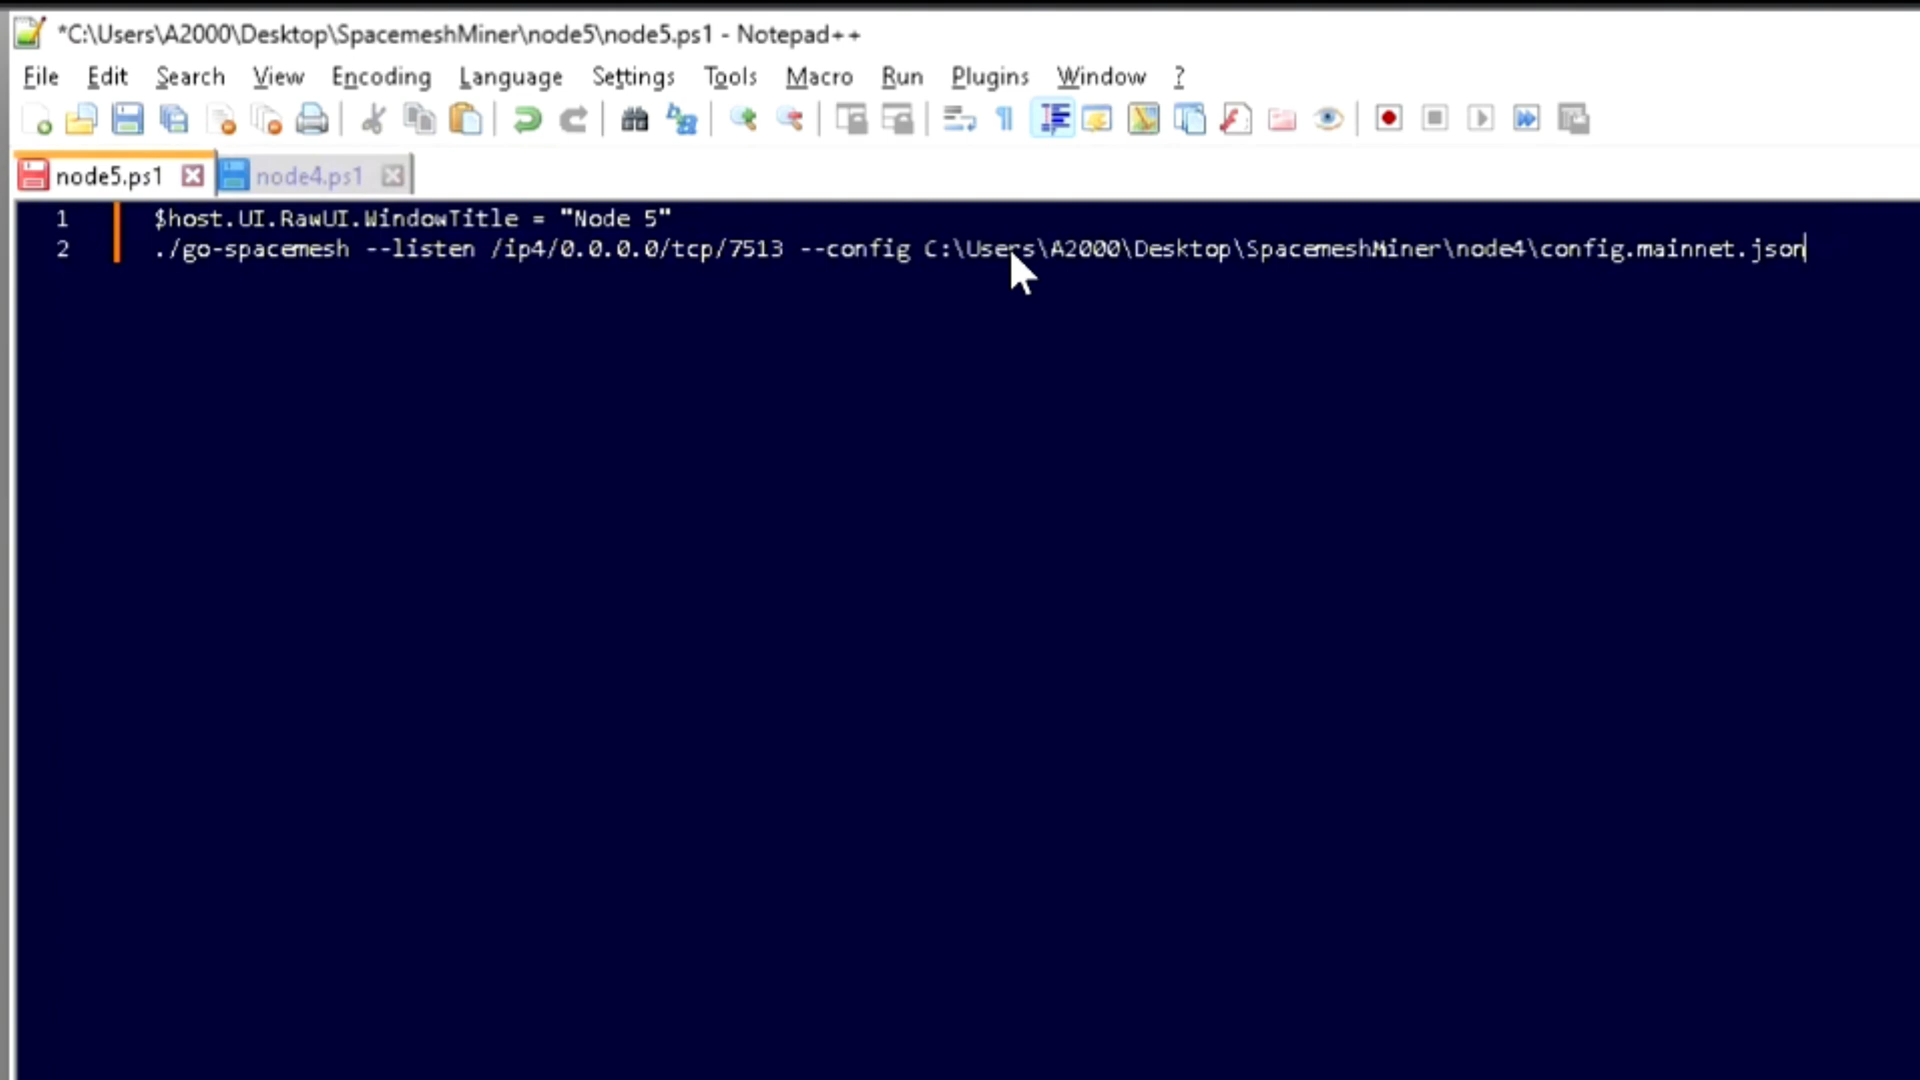 *C:\Users\A2000\Desktop\SpacemeshMiner\node5\node5.ps1 - Notepad++
File Edit Search View Encoding Language Settings Tools Macro Run Plugins Window ?
node5.ps1 node4.ps1
1 $host.UI.RawUI.WindowTitle = "Node 5"
2 ./go-spacemesh --listen /ip4/0.0.0.0/tcp/7513 --config C:\Users\A2000\Desktop\SpacemeshMiner\node4\config.mainnet.json